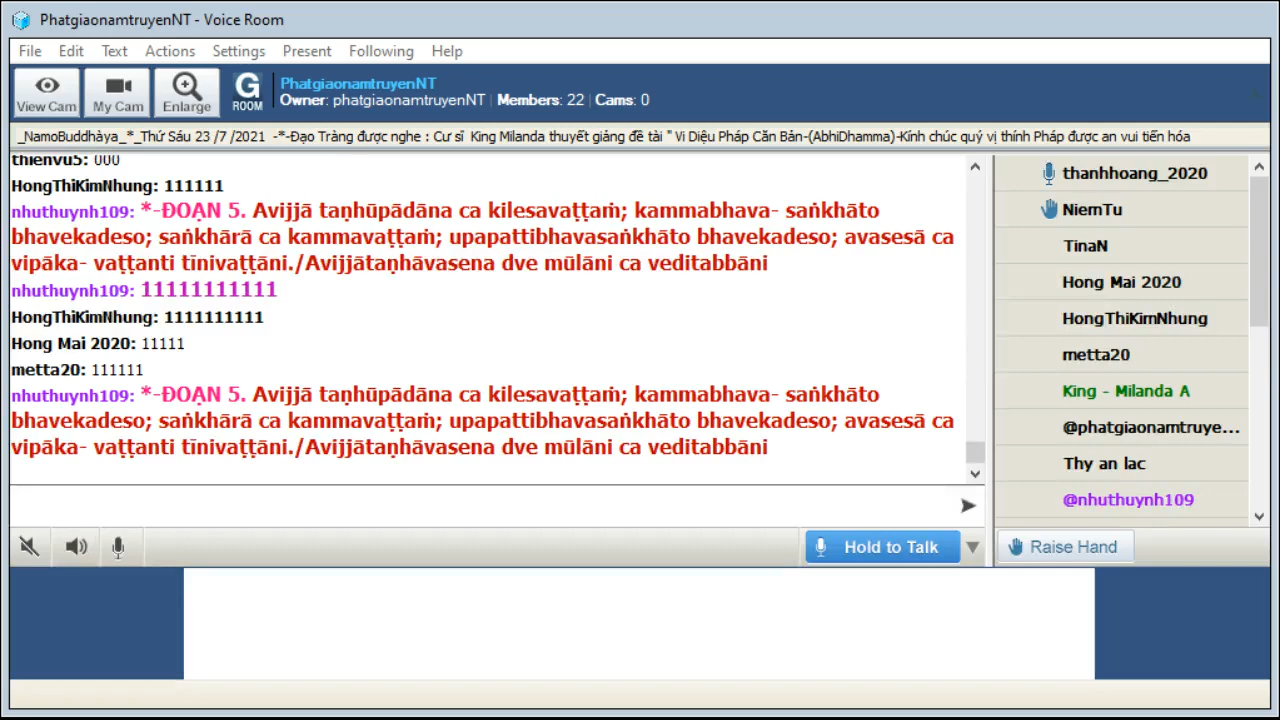 PhatgiaonamtruyenNT - Voice Room
File Edit Text Actions Settings Present Following Help
View Cam My Cam Enlarge G ROOM
PhatgiaonamtruyenNT
Owner: phatgiaonamtruyenNT | Members: 22 | Cams: 0
_NamoBuddhàya_*_Thứ Sáu 23 /7 /2021 -*-Đạo Tràng được nghe : Cư sĩ King Milanda thuyết giảng đề tài " Vi Diệu Pháp Căn Bản-(AbhiDhamma)-Kính chúc quý vị thính Pháp được an vui tiến hóa
thienvu5: 000
HongThiKimNhung: 111111
nhuthuynh109: *-ĐOẠN 5. Avijjā taṇhūpādāna ca kilesavaṭṭaṁ; kammabhava- saṅkhāto
bhavekadeso; saṅkhārā ca kammavaṭṭaṁ; upapattibhavasaṅkhāto bhavekadeso; avasesā ca
vipāka- vaṭṭanti tīnivaṭṭāni./Avijjātaṇhāvasena dve mūlāni ca veditabbāni
nhuthuynh109: 11111111111
HongThiKimNhung: 1111111111
Hong Mai 2020: 11111
metta20: 111111
nhuthuynh109: *-ĐOẠN 5. Avijjā taṇhūpādāna ca kilesavaṭṭaṁ; kammabhava- saṅkhāto
bhavekadeso; saṅkhārā ca kammavaṭṭaṁ; upapattibhavasaṅkhāto bhavekadeso; avasesā ca
vipāka- vaṭṭanti tīnivaṭṭāni./Avijjātaṇhāvasena dve mūlāni ca veditabbāni
thanhhoang_2020
NiemTu
TinaN
Hong Mai 2020
HongThiKimNhung
metta20
King - Milanda A
@phatgiaonamtruye...
Thy an lac
@nhuthuynh109
Hold to Talk
Raise Hand